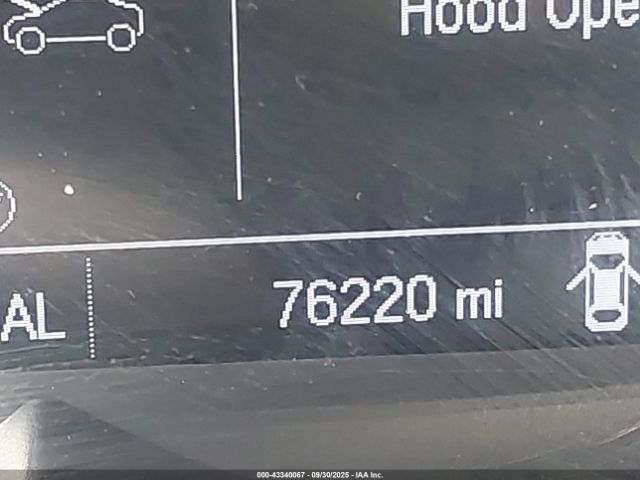 Hood Ope
AL
76220 mi
000-43340067 - 09/30/2025 - IAA Inc.